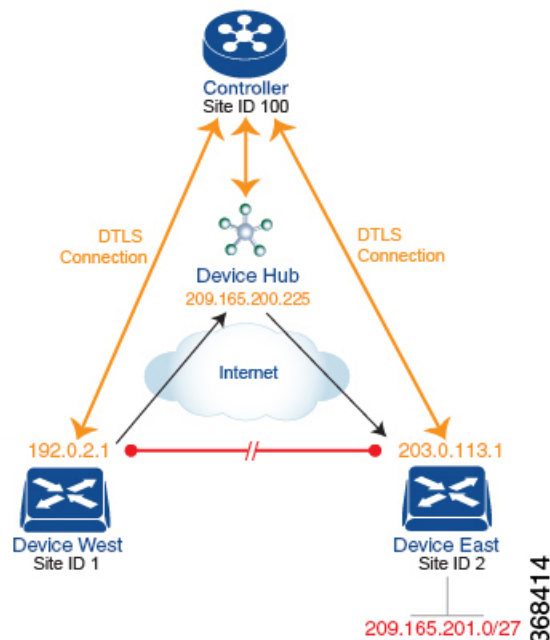 Controller
Site ID 100
DTLS
Connection
DTLS
Connection
Device Hub
209.165.200.225
Internet
192.0.2.1
203.0.113.1
Device West
Site ID 1
Device East
Site ID 2
209.165.201.0/27
368414